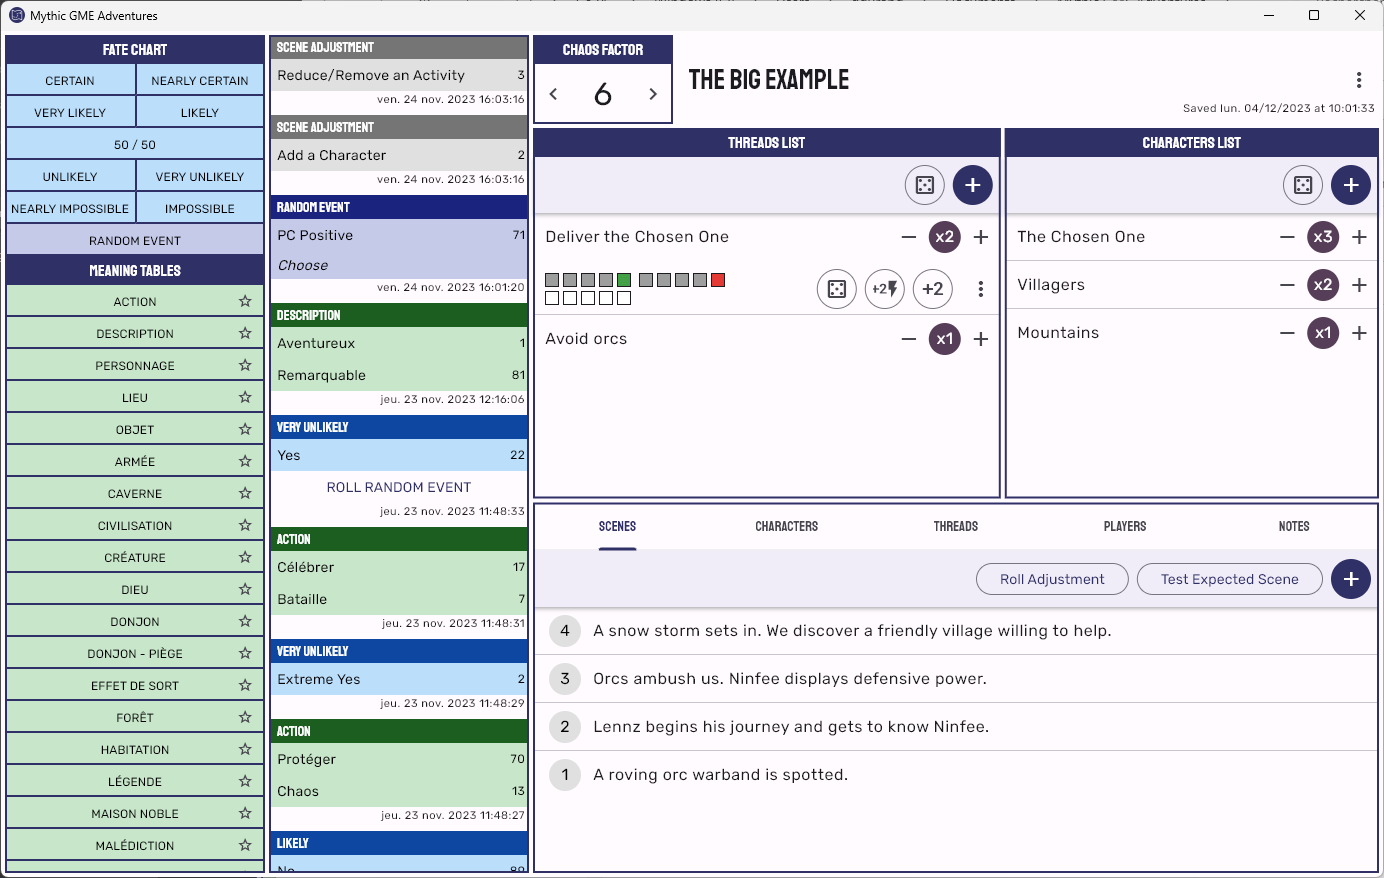 Mythic GME Adventures
FATE CHART
CERTAIN
NEARLY CERTAIN
VERY LIKELY
LIKELY
50 / 50
UNLIKELY
VERY UNLIKELY
NEARLY IMPOSSIBLE
IMPOSSIBLE
RANDOM EVENT
MEANING TABLES
ACTION
DESCRIPTION
PERSONNAGE
LIEU
OBJET
ARMÉE
CAVERNE
CIVILISATION
CRÉATURE
DIEU
DONJON
DONJON - PIÈGE
EFFET DE SORT
FORÊT
HABITATION
LÉGENDE
MAISON NOBLE
MALÉDICTION
SCENE ADJUSTMENT
Reduce/Remove an Activity 3
ven. 24 nov. 2023 16:03:16
SCENE ADJUSTMENT
Add a Character 2
ven. 24 nov. 2023 16:03:16
RANDOM EVENT
PC Positive 71
Choose
ven. 24 nov. 2023 16:01:20
DESCRIPTION
Aventureux 1
Remarquable 81
jeu. 23 nov. 2023 12:16:06
VERY UNLIKELY
Yes 22
ROLL RANDOM EVENT
jeu. 23 nov. 2023 11:48:33
ACTION
Célébrer 17
Bataille 7
jeu. 23 nov. 2023 11:48:31
VERY UNLIKELY
Extreme Yes 2
jeu. 23 nov. 2023 11:48:29
ACTION
Protéger 70
Chaos 13
jeu. 23 nov. 2023 11:48:27
LIKELY
CHAOS FACTOR
6
THE BIG EXAMPLE
Saved lun. 04/12/2023 at 10:01:33
THREADS LIST
Deliver the Chosen One x2
+2 +2
Avoid orcs x1
CHARACTERS LIST
The Chosen One x3
Villagers x2
Mountains x1
SCENES CHARACTERS THREADS PLAYERS NOTES
Roll Adjustment Test Expected Scene
4 A snow storm sets in. We discover a friendly village willing to help.
3 Orcs ambush us. Ninfee displays defensive power.
2 Lennz begins his journey and gets to know Ninfee.
1 A roving orc warband is spotted.